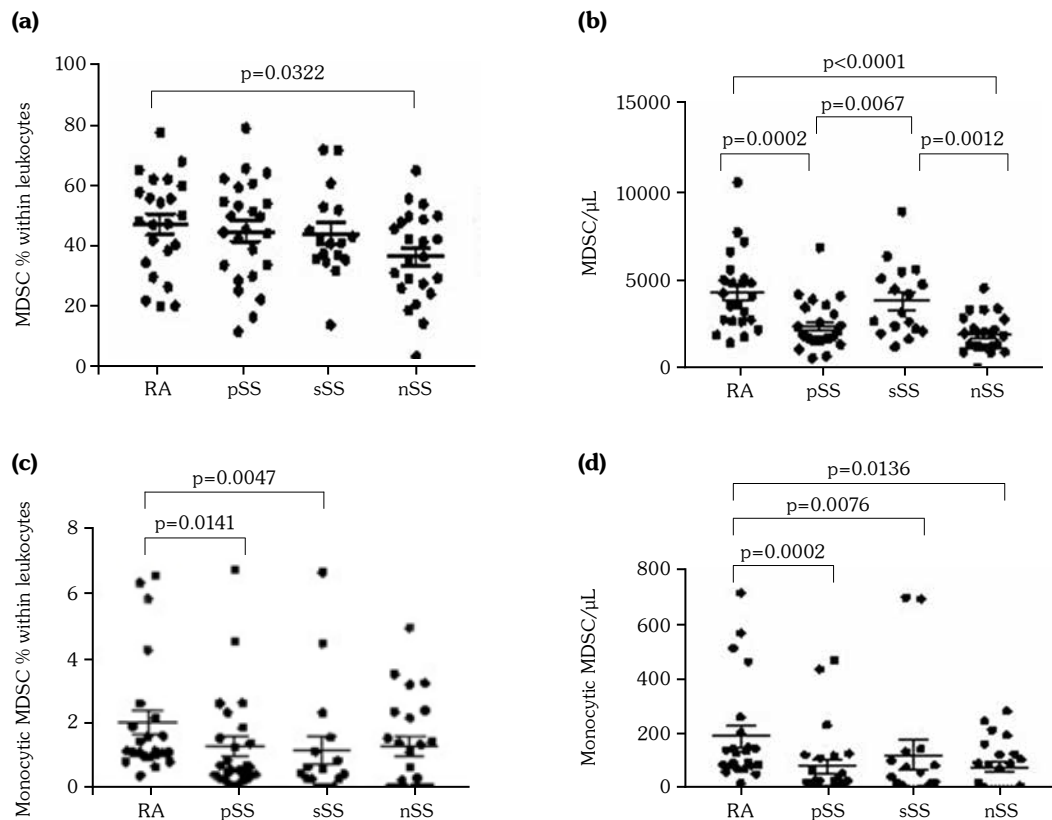 (a)
MDSC % within leukocytes
100
80
60
40
20
0
p=0.0322
RA pSS sSS nSS
(b)
MDSC/µL
15000
10000
5000
0
p<0.0001
p=0.0067
p=0.0002 p=0.0012
RA pSS sSS nSS
(c)
Monocytic MDSC % within leukocytes
8
6
4
2
0
p=0.0047
p=0.0141
RA pSS sSS nSS
(d)
Monocytic MDSC/µL
800
600
400
200
0
p=0.0136
p=0.0076
p=0.0002
RA pSS sSS nSS